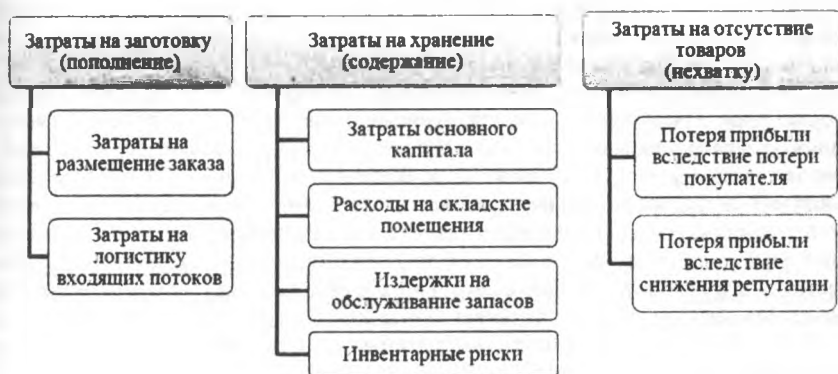 Затраты на заготовку
(пополнение)
Затраты на
размещение заказа
Затраты на
логистику
входящих потоков
Затраты на хранение
(содержание)
Затраты основного
капитала
Расходы на складские
помещения
Издержки на
обслуживание запасов
Инвентарные риски
Затраты на отсутствие
товаров
(нехватку)
Потеря прибыли
вследствие потери
покупателя
Потеря прибыли
вследствие
снижения репутации